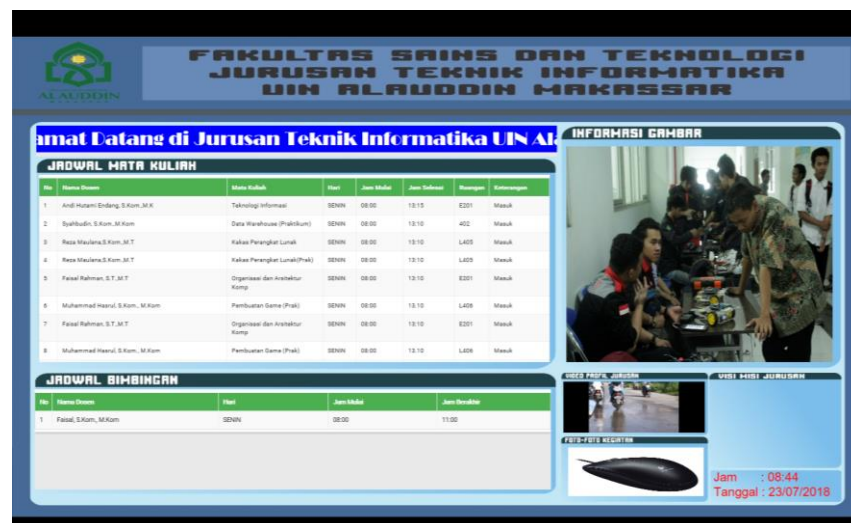 FAKULTAS SAINS DAN TEKNOLOGI
JURUSAN TEKNIK INFORMATIKA
UIN ALAUDDIN MAKASSAR
ALAUDDIN
amat Datang di Jurusan Teknik Informatika UIN Ala
JADWAL MATA KULIAH
No Nama Dosen Mata Kuliah Hari Jam Mulai Jam Selesai Ruangan Keterangan
1 Andi Hutami Endang, S.Kom.,M.K Teknologi Informasi SENIN 08:00 13:15 E201 Masuk
2 Syahbudin, S.Kom.,M.Kom Data Warehouse (Praktikum) SENIN 08:00 13:10 402 Masuk
3 Reza Maulana,S.Kom.,M.T Kakas Perangkat Lunak SENIN 08:00 13:10 L405 Masuk
4 Reza Maulana,S.Kom.,M.T Kakas Perangkat Lunak(Prak) SENIN 08:00 13:10 L405 Masuk
5 Faisal Rahman, S.T.,M.T Organisasi dan Arsitektur Komp SENIN 08:00 13:10 E201 Masuk
6 Muhammad Hasrul, S.Kom., M.Kom Pembuatan Game (Prak) SENIN 08:00 13.10 L406 Masuk
7 Faisal Rahman, S.T.,M.T Organisasi dan Arsitektur Komp SENIN 08:00 13:10 E201 Masuk
8 Muhammad Hasrul, S.Kom., M.Kom Pembuatan Game (Prak) SENIN 08:00 13.10 L406 Masuk
JADWAL BIMBINGAN
No Nama Dosen Hari Jam Mulai Jam Berakhir
1 Faisal, S.Kom., M.Kom SENIN 08:00 11:00
INFORMASI GAMBAR
VIDEO PROFIL JURUSAN
VISI MISI JURUSAN
FOTO-FOTO KEGIATAN
Jam : 08:44
Tanggal : 23/07/2018